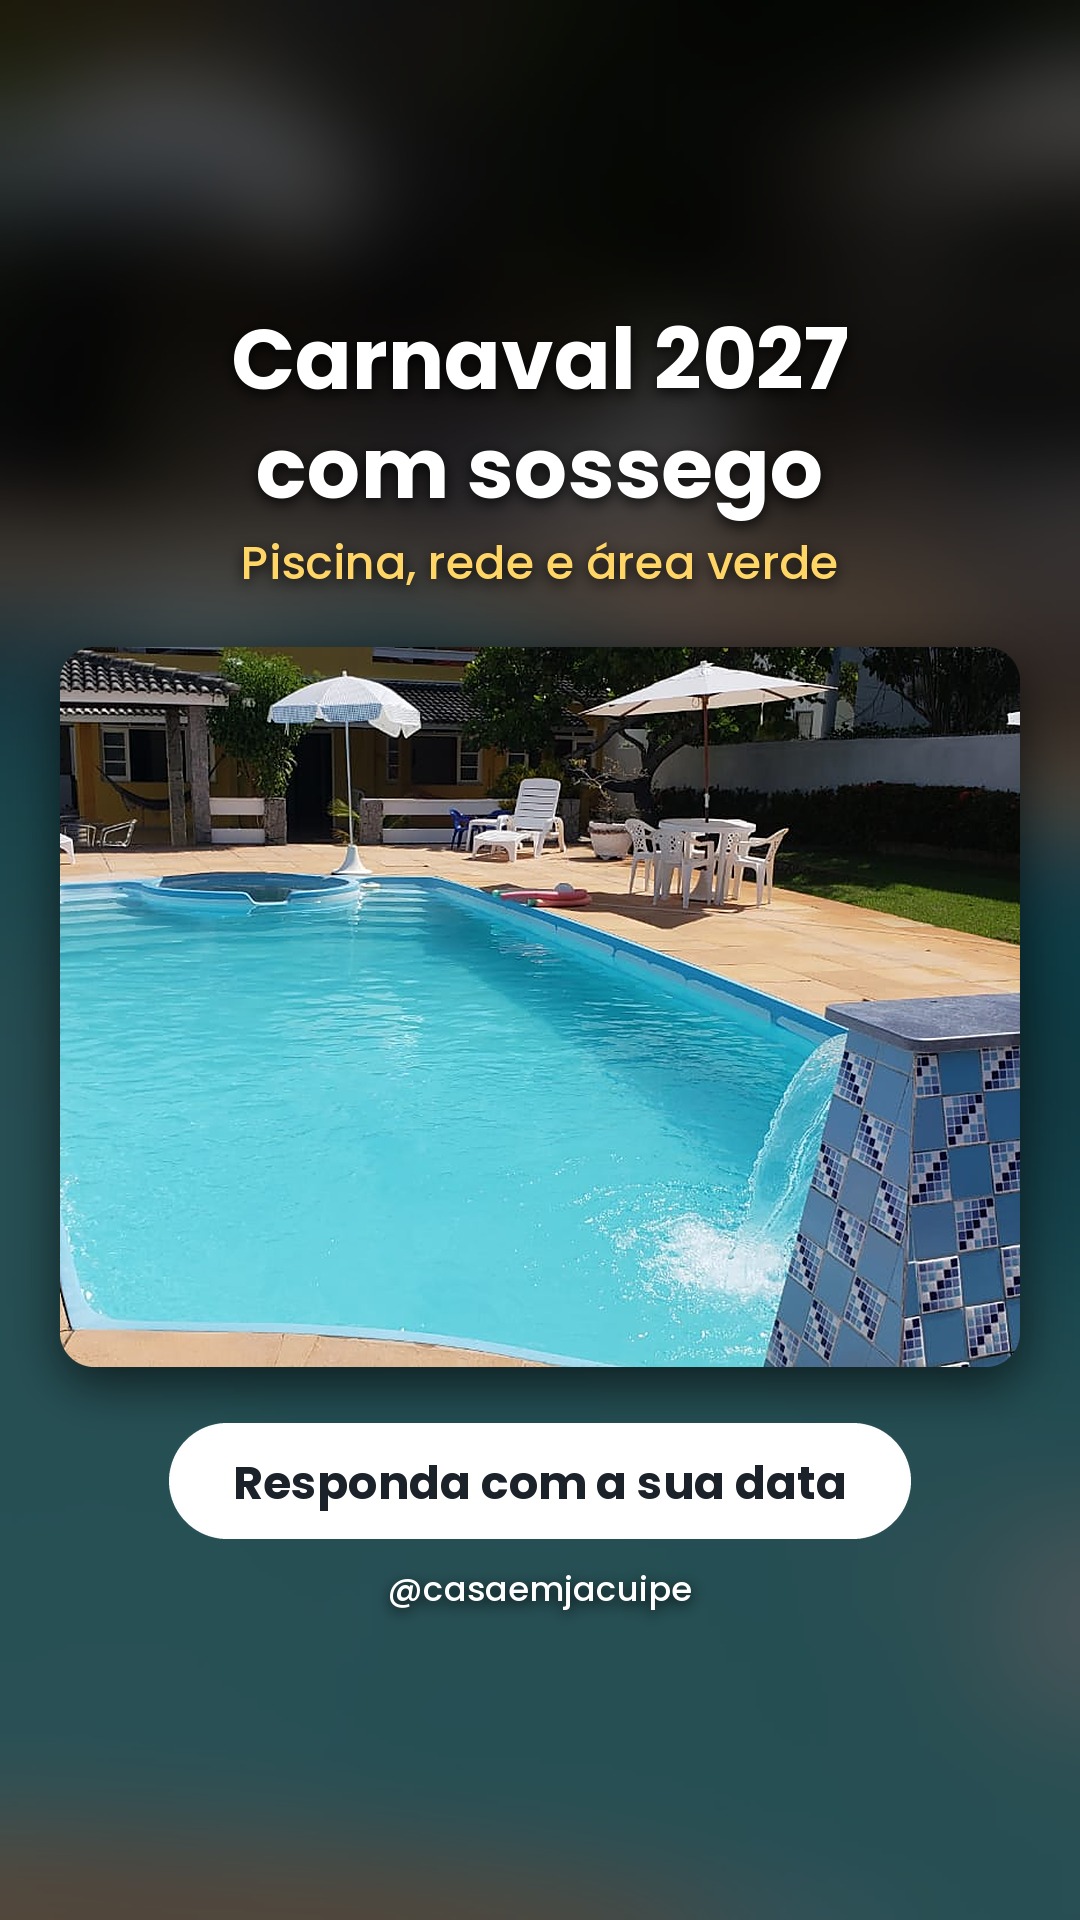 Carnaval 2027
com sossego
Piscina, rede e área verde
Responda com a sua data
@casaemjacuipe